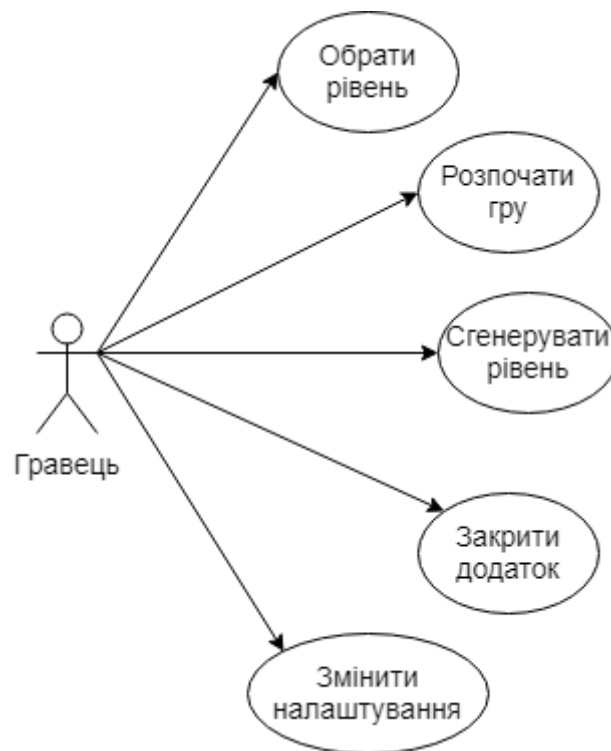 Обрати
рівень
Розпочати
гру
Сгенерувати
рівень
Гравець
Закрити
додаток
Змінити
налаштування